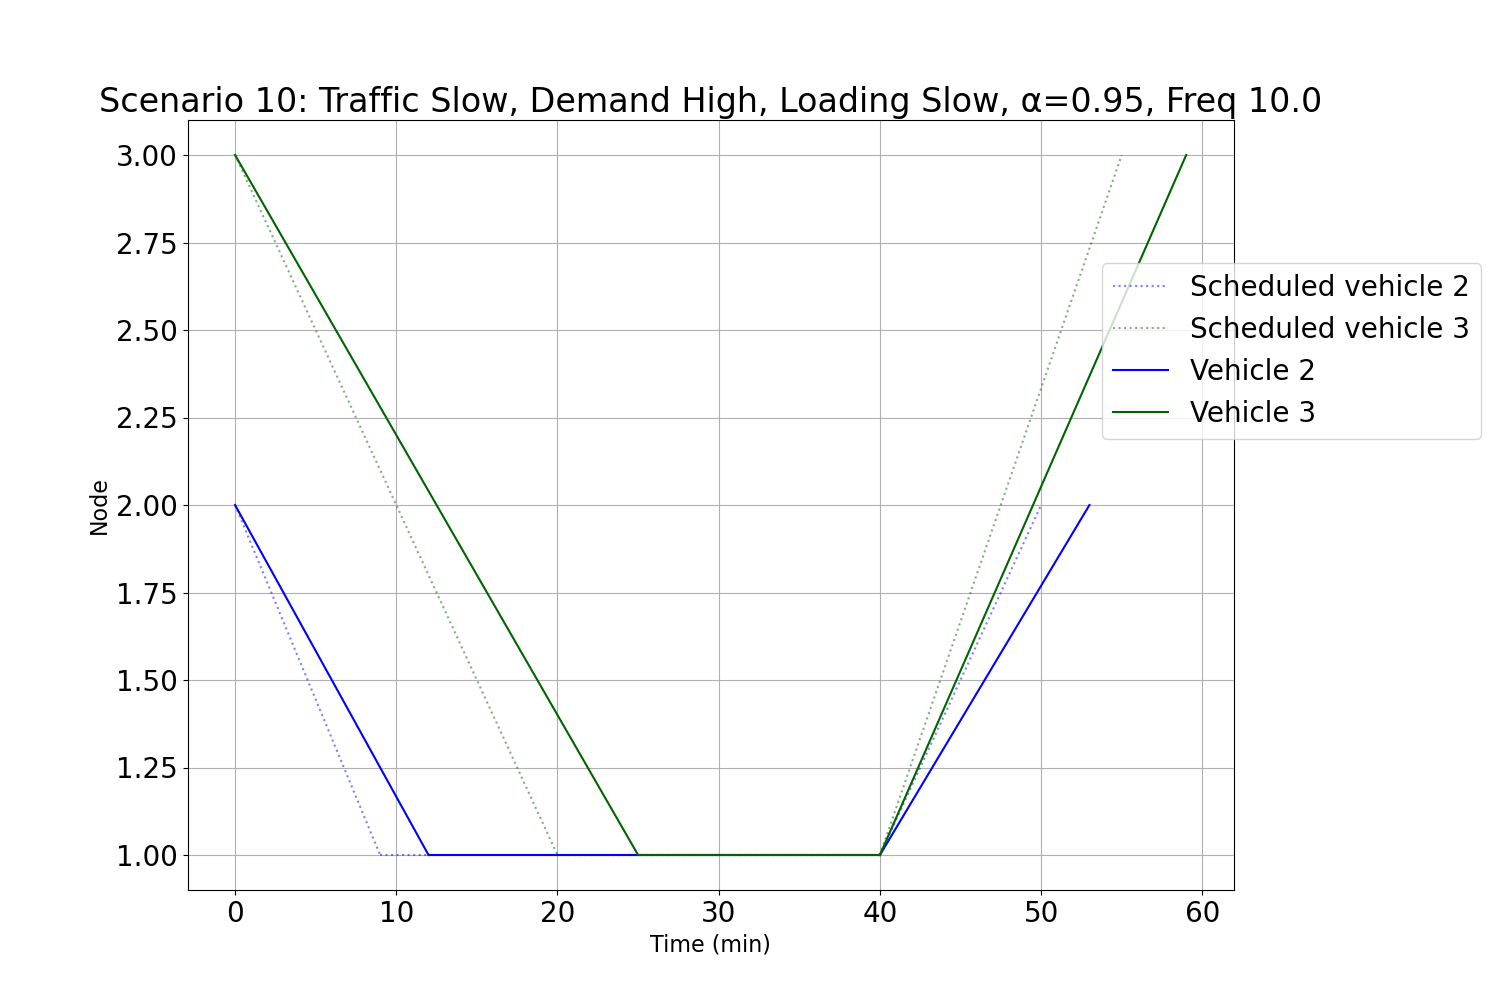 Scenario 10: Traffic Slow, Demand High, Loading Slow, α=0.95, Freq 10.0
3.00
2.75
2.50
2.25
2.00
1.75
1.50
1.25
1.00
Node
Scheduled vehicle 2
Scheduled vehicle 3
Vehicle 2
Vehicle 3
0 10 20 30 40 50 60
Time (min)